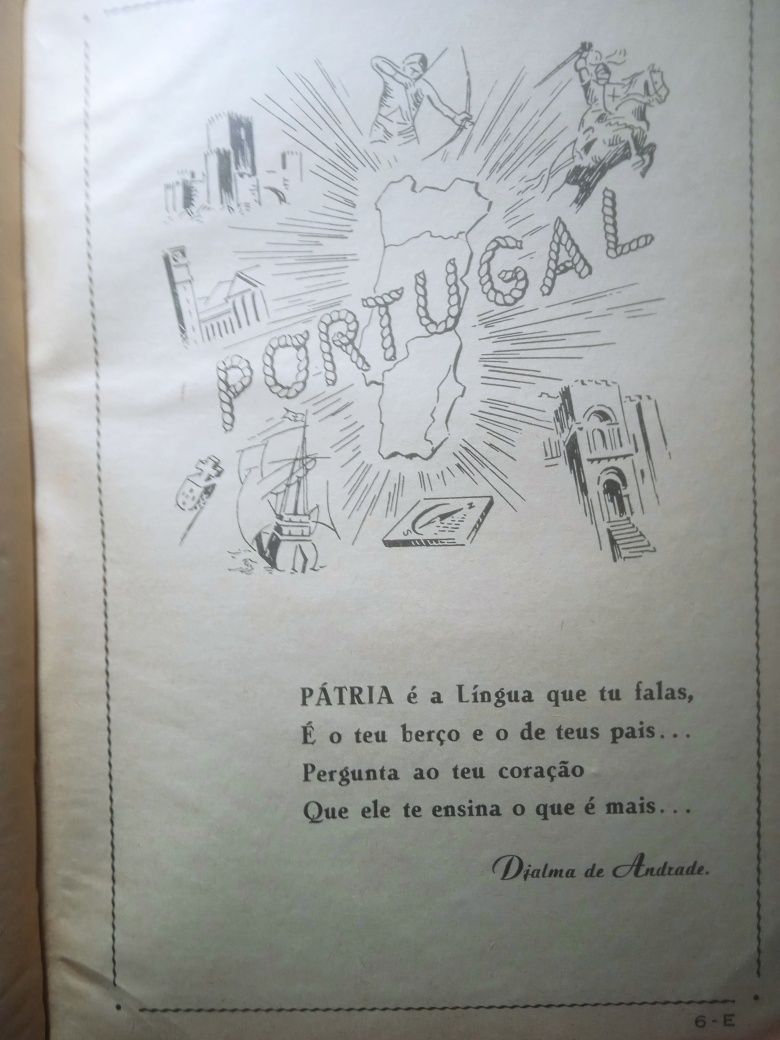 PORTUGAL
N
S
PÁTRIA é a Língua que tu falas,
É o teu berço e o de teus pais...
Pergunta ao teu coração
Que ele te ensina o que é mais...
Djalma de Andrade.
6-E